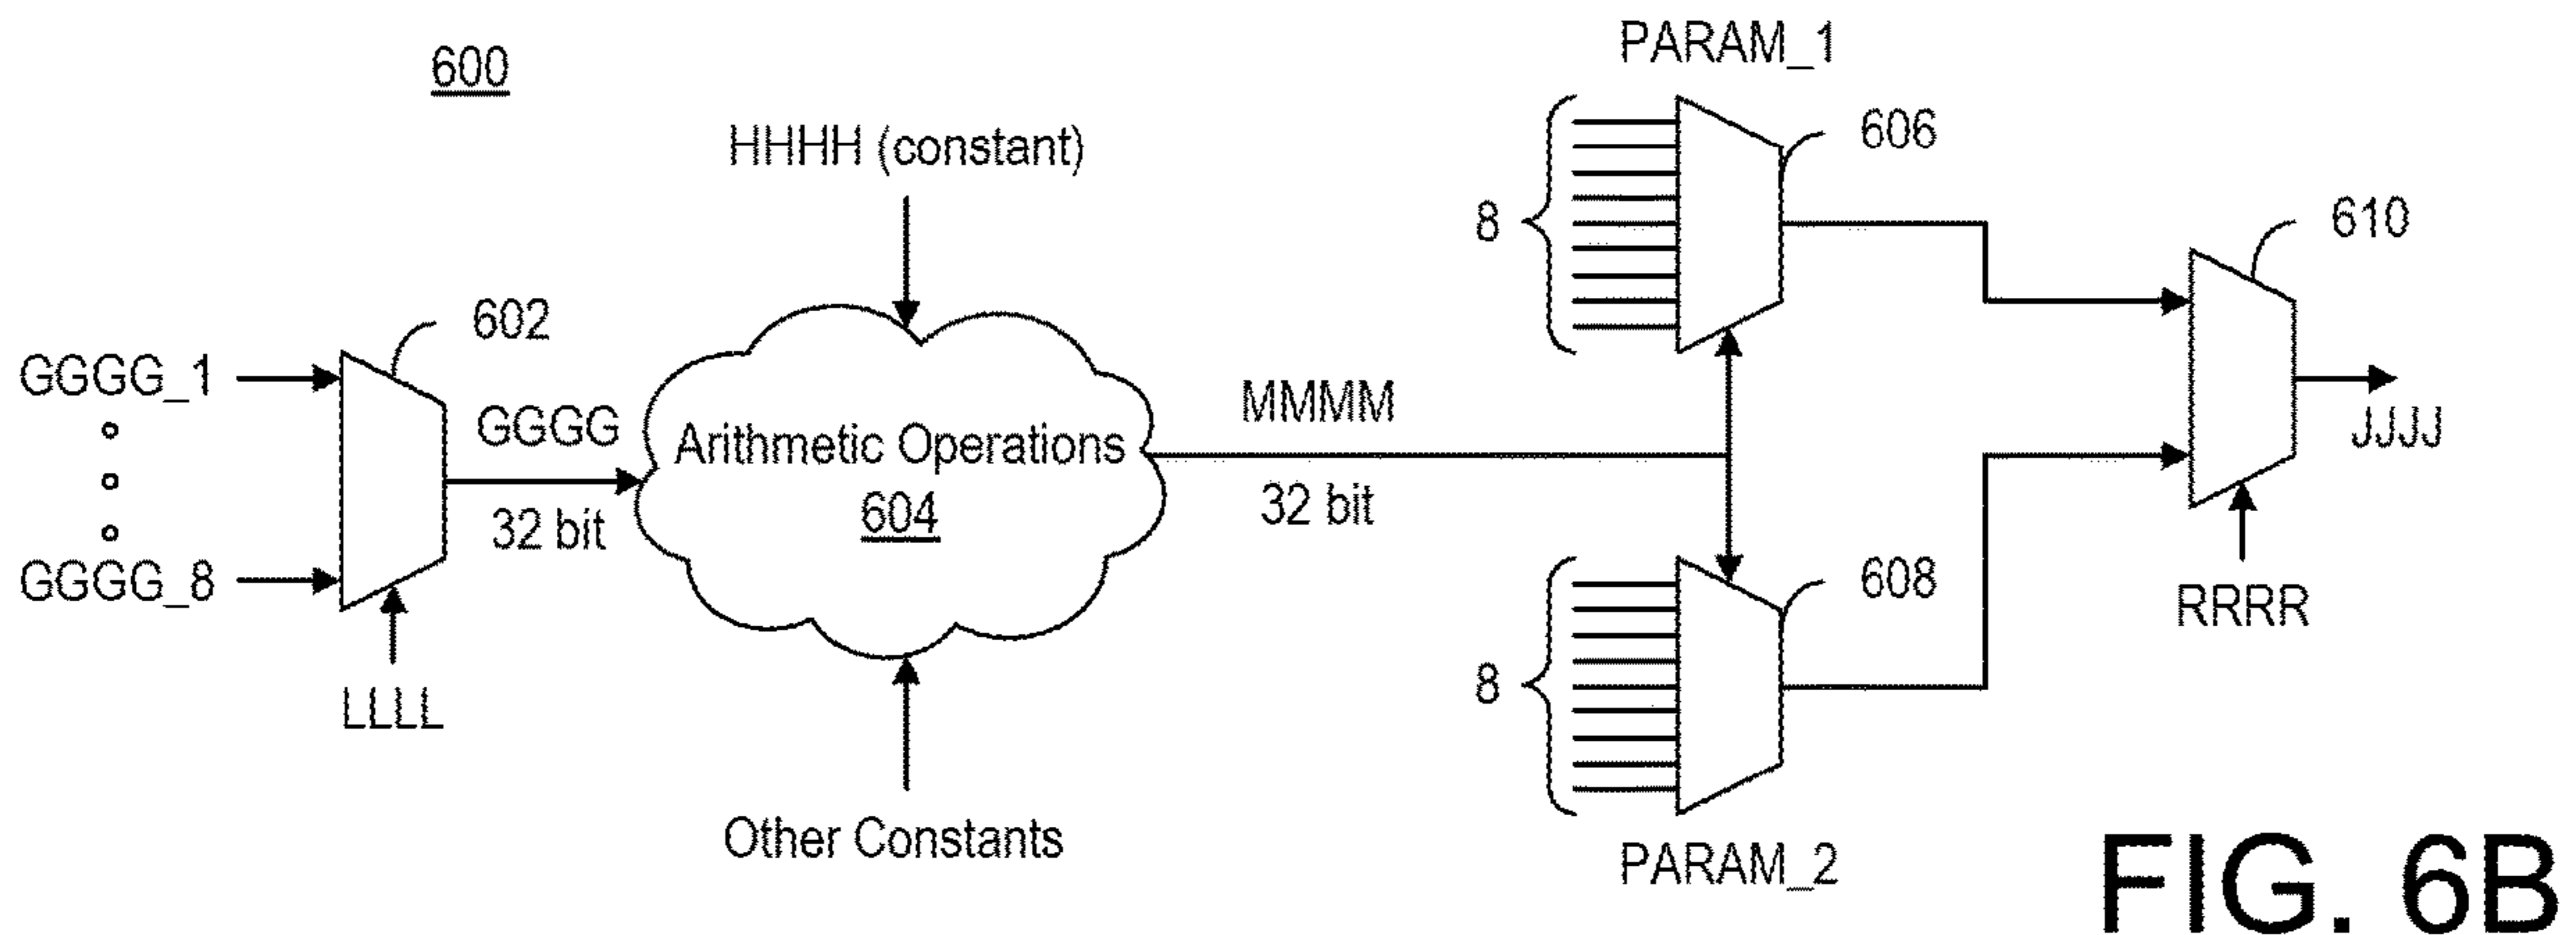 PARAM_1
600
HHHH (constant)
606
8
610
602
GGGG_1
GGGG
32 bit
GGGG_8
LLLL
Arithmetic Operations
604
MMMM
32 bit
JJJJ
608
RRRR
8
Other Constants
PARAM_2
FIG. 6B